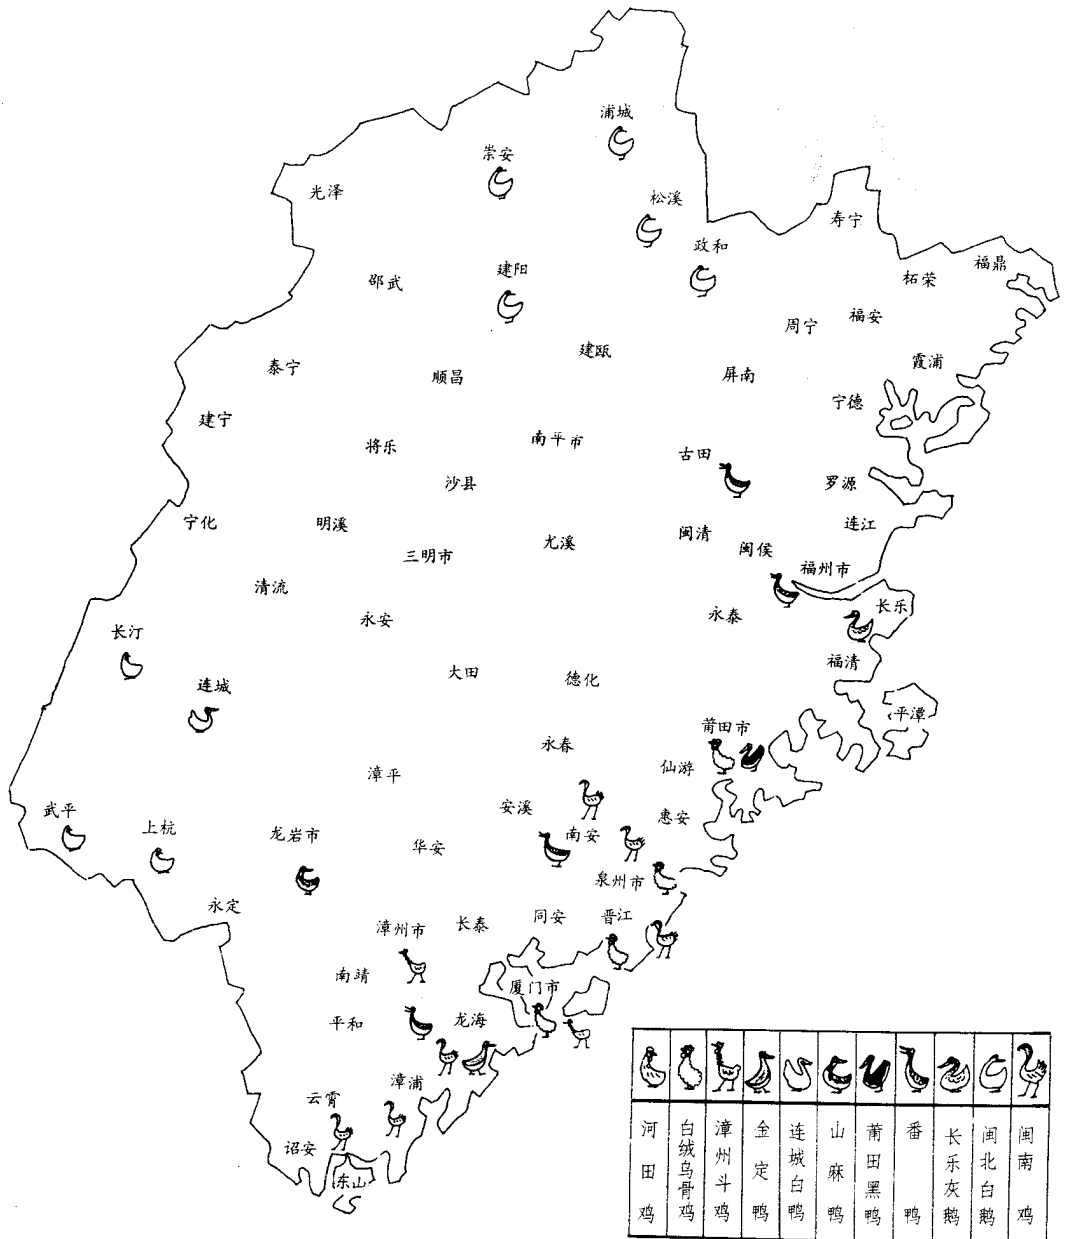 浦城
崇安
光泽
松溪
寿宁
政和
福鼎
建阳
柘荣
邵武
福安
周宁
建瓯
霞浦
泰宁
顺昌
屏南
宁德
建宁
南平市
将乐
古田
沙县
罗源
宁化
明溪
连江
闽清
尤溪
闽侯
三明市
福州市
清流
长乐
永泰
永安
长汀
福清
大田
德化
连城
平潭
莆田市
永春
仙游
漳平
武平
安溪
惠安
上杭
龙岩市
南安
华安
泉州市
永定
同安
晋江
长泰
漳州市
南靖
厦门市
平和
龙海
漳浦
云霄
诏安
东山
河田鸡
白绒乌骨鸡
漳州斗鸡
金定鸭
连城白鸭
山麻鸭
莆田黑鸭
番鸭
长乐灰鹅
闽北白鹅
闽南鸡